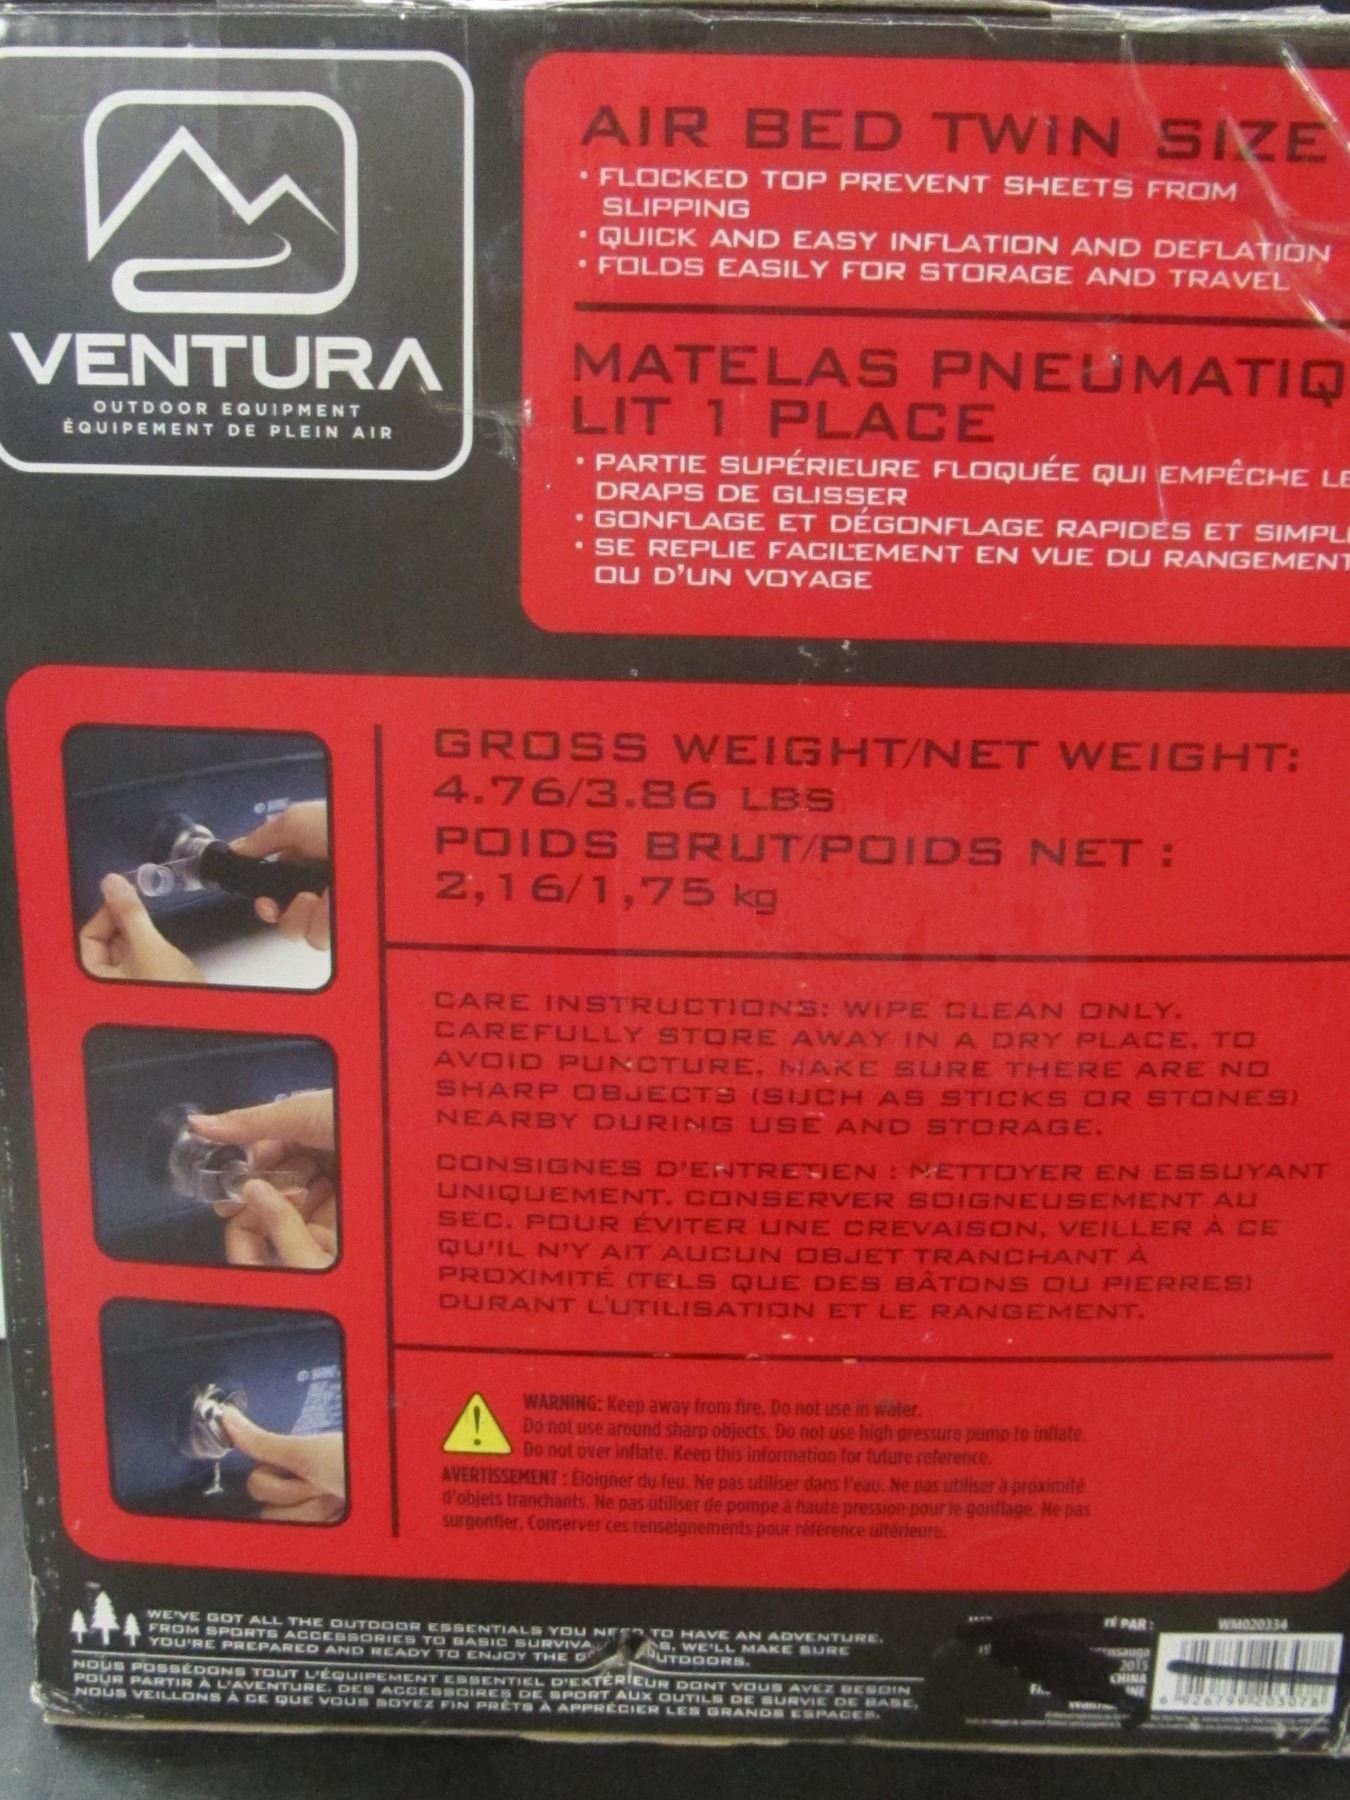 VENTURA
OUTDOOR EQUIPMENT
ÉQUIPEMENT DE PLEIN AIR
AIR BED TWIN SIZE
• FLOCKED TOP PREVENT SHEETS FROM
SLIPPING
• QUICK AND EASY INFLATION AND DEFLATION
• FOLDS EASILY FOR STORAGE AND TRAVEL
MATELAS PNEUMATIQ
LIT 1 PLACE
• PARTIE SUPÉRIEURE FLOQUÉE QUI EMPÊCHE LE
DRAPS DE GLISSER
• GONFLAGE ET DÉGONFLAGE RAPIDES ET SIMPL
• SE REPLIE FACILEMENT EN VUE DU RANGEMENT
OU D'UN VOYAGE
GROSS WEIGHT/NET WEIGHT:
4.76/3.86 LBS
POIDS BRUT/POIDS NET :
2,16/1,75 kg
CARE INSTRUCTIONS: WIPE CLEAN ONLY.
CAREFULLY STORE AWAY IN A DRY PLACE. TO
AVOID PUNCTURE, MAKE SURE THERE ARE NO
SHARP OBJECTS (SUCH AS STICKS OR STONES)
NEARBY DURING USE AND STORAGE.
CONSIGNES D'ENTRETIEN : NETTOYER EN ESSUYANT
UNIQUEMENT. CONSERVER SOIGNEUSEMENT AU
SEC. POUR ÉVITER UNE CREVAISON, VEILLER À CE
QU'IL N'Y AIT AUCUN OBJET TRANCHANT À
PROXIMITÉ (TELS QUE DES BÂTONS OU PIERRES)
DURANT L'UTILISATION ET LE RANGEMENT.
WARNING: Keep away from fire. Do not use in water.
Do not use around sharp objects. Do not use high pressure pump to inflate.
Do not over inflate. Keep this information for future reference.
AVERTISSEMENT : Éloigner du feu. Ne pas utiliser dans l'eau. Ne pas utiliser à proximité
d'objets tranchants. Ne pas utiliser de pompe à haute pression pour le gonflage. Ne pas
surgonfler. Conserver ces renseignements pour référence ultérieure.
WE'VE GOT ALL THE OUTDOOR ESSENTIALS YOU NEED TO HAVE AN ADVENTURE.
FROM SPORTS ACCESSORIES TO BASIC SURVIVA S, WE'LL MAKE SURE
YOU'RE PREPARED AND READY TO ENJOY THE G UTDOORS.
NOUS POSSÉDONS TOUT L'ÉQUIPEMENT ESSENTIEL D'EXTÉRIEUR DONT VOUS AVEZ BESOIN
POUR PARTIR À L'AVENTURE. DES ACCESSOIRES DE SPORT AUX OUTILS DE SURVIE DE BASE,
NOUS VEILLONS À CE QUE VOUS SOYEZ FIN PRÊTS À APPRÉCIER LES GRANDS ESPACES.
PAR :
WM020334
2015
CHINA
6 926799 203078